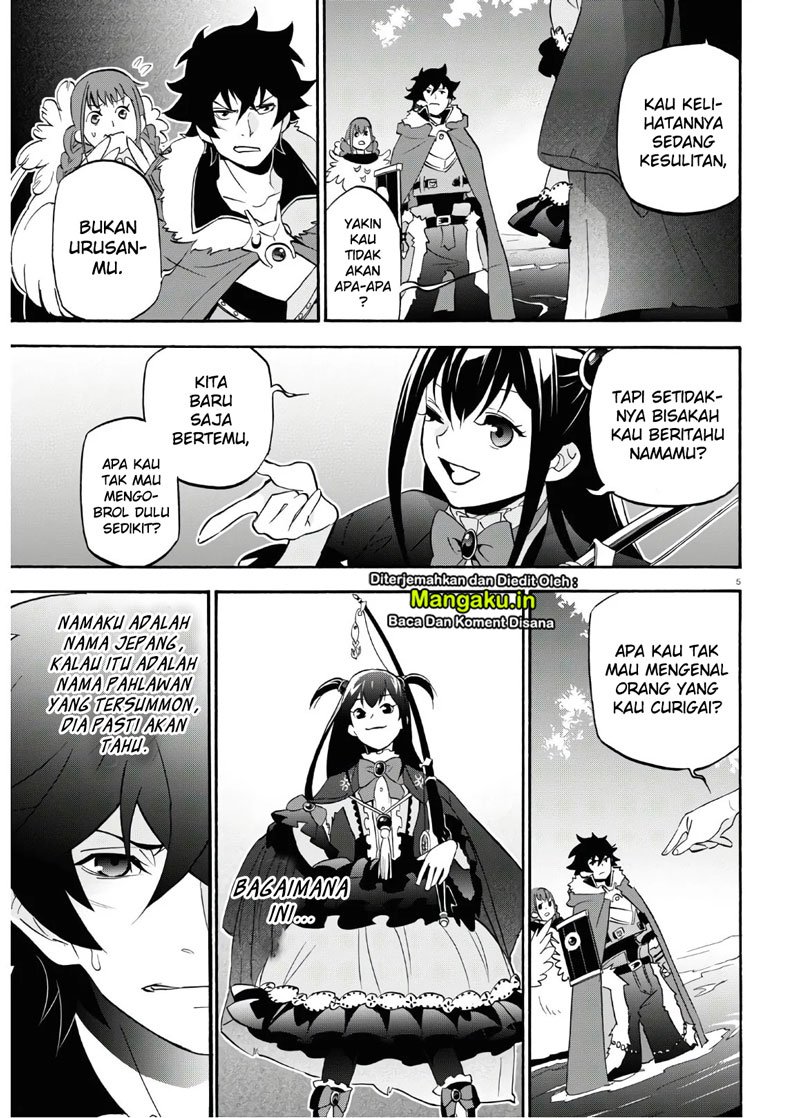 KAU KELI-
HATANNYA
SEDANG
KESULITAN,
YAKIN
KAU
TIDAK
AKAN
APA-APA
?
BUKAN
URUSAN-
MU.
TAPI SETIDAK-
NYA BISAKAH
KAU BERITAHU
NAMAMU?
KITA
BARU
SAJA
BERTEMU,
APA KAU
TAK MAU
MENGO-
BROL DULU
SEDIKIT?
5
Diterjemahkan dan Diedit Oleh :
Mangaku.in
Baca Dan Koment Disana
APA KAU TAK
MAU MENGENAL
ORANG YANG
KAU CURIGAI?
BAGAIMANA
INI...
NAMAKU ADALAH
NAMA JEPANG,
KALAU ITU ADALAH
NAMA PAHLAWAN
YANG TERSUMMON,
DIA PASTI AKAN
TAHU.